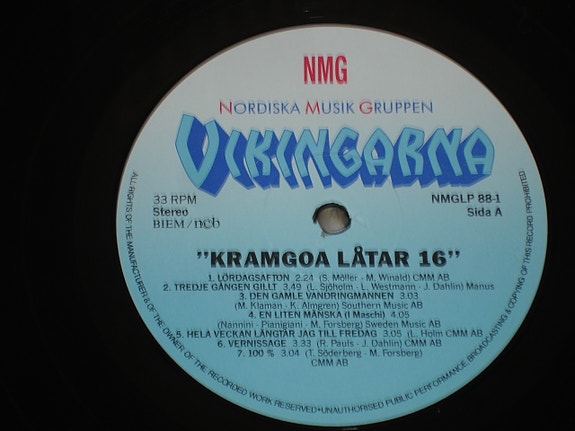 NMG
NORDISKA MUSIK GRUPPEN
VIKINGARNA
33 RPM
Stereo
BIEM/ncb
NMGLP 88-1
Sida A
"KRAMGOA LÅTAR 16"
1. LÖRDAGSAFTON 2.24 (S. Möller - M. Winald) CMM AB
2. TREDJE GÅNGEN GILLT 3.49 (L. Sjöholm - L. Westmann - J. Dahlin) Manus
3. DEN GAMLE VANDRINGMANNEN 3.03
(M. Klaman - K. Almgren) Southern Music AB
4. EN LITEN MÄNSKA (I Maschi) 4.05
(Nannini - Pianigiani - M. Forsberg) Sweden Music AB
5. HELA VECKAN LÄNGTAR JAG TILL FREDAG 3.05 (L. Holm CMM AB
6. VERNISSAGE 3.33 (R. Pauls - J. Dahlin) CMM AB
7. 100 % 3.04 (T. Söderberg - M. Forsberg)
CMM AB
ALL RIGHTS OF THE MANUFACTURER & OF THE OWNER OF THE RECORDED WORK RESERVED•UNAUTHORISED PUBLIC PERFORMANCE, BROADCASTING & COPYING OF THIS RECORD PROHIBITED